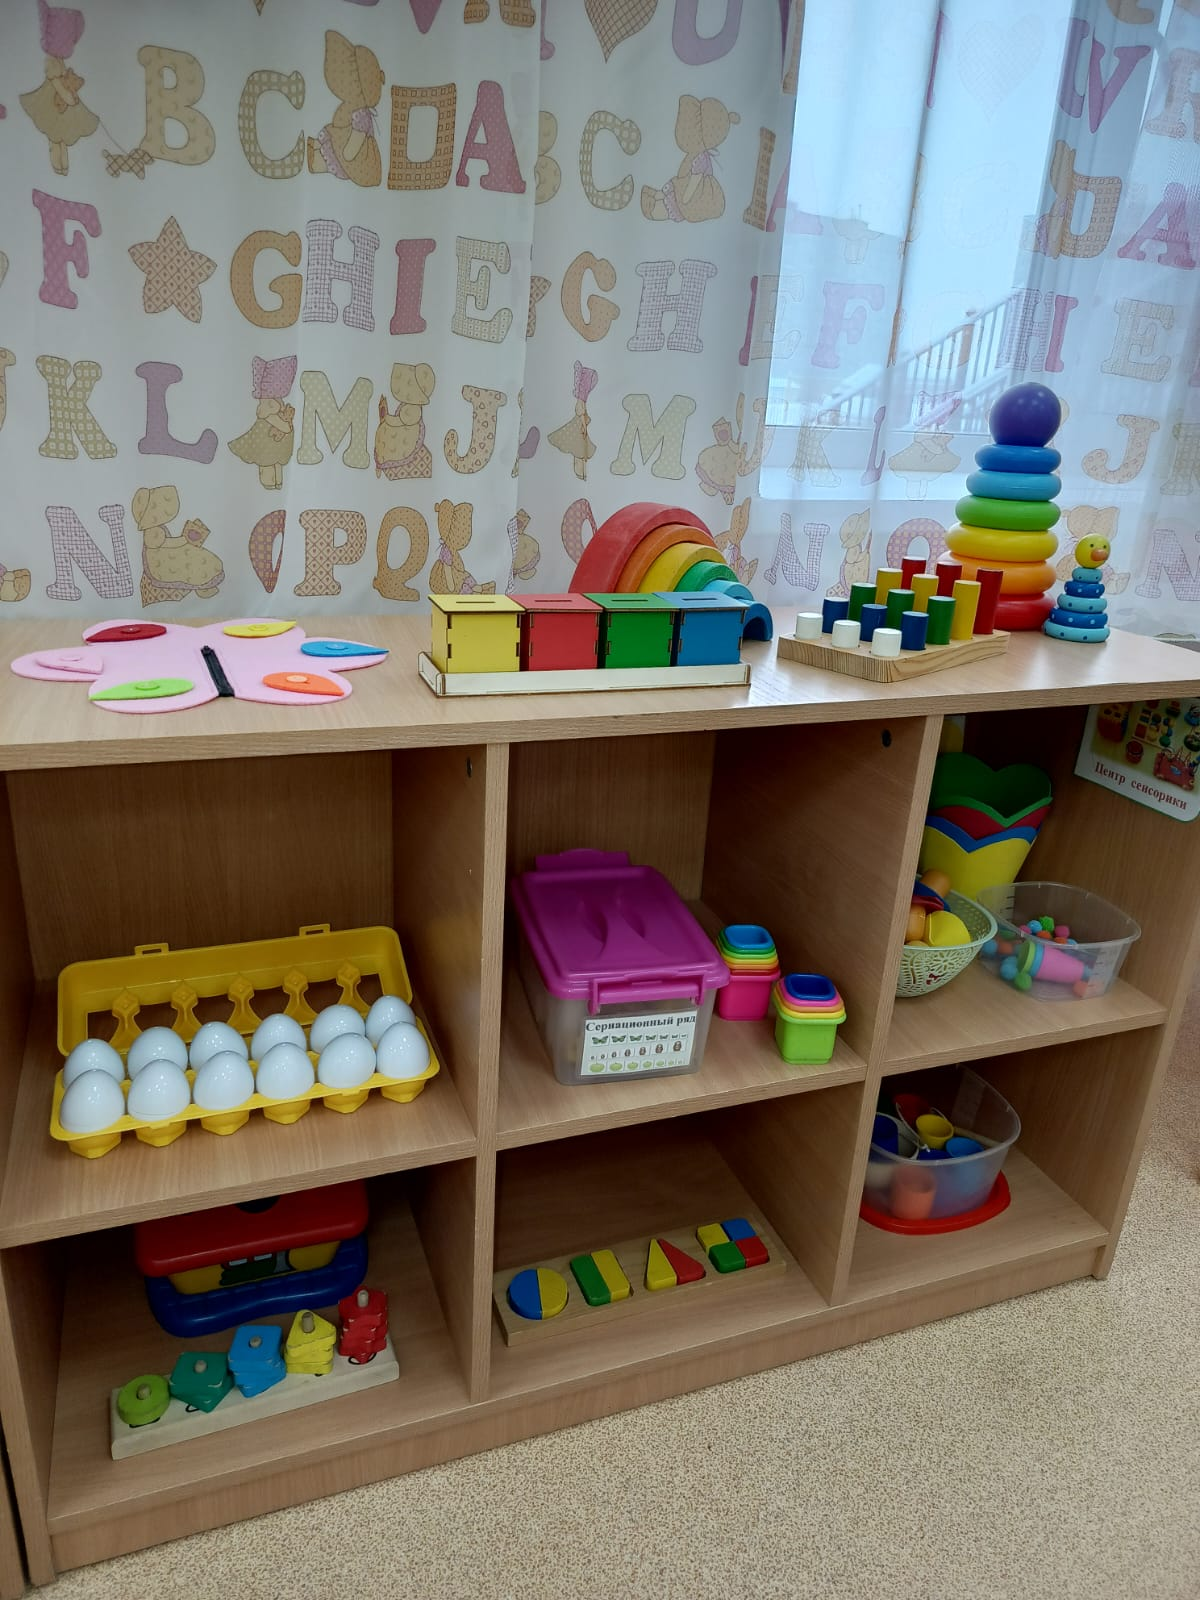 B C D A
C
F G H I E
G H E F H E
K L M J
M K L J
N O P Q
N O N
Центр сенсорики
Сериационный ряд